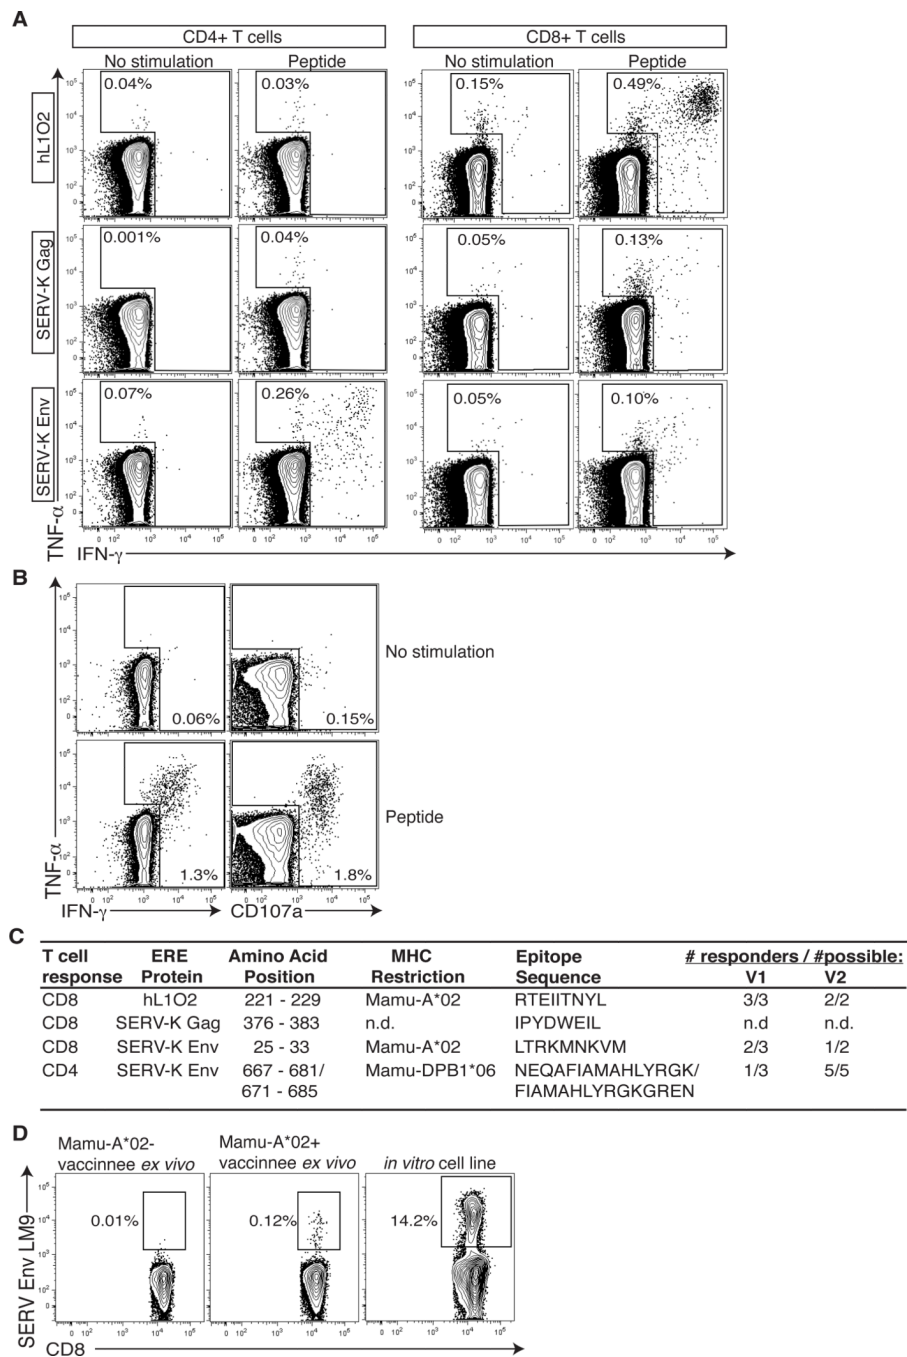 A
CD4+ T cells
CD8+ T cells
No stimulation
Peptide
No stimulation
Peptide
hL1O2
0.04%
0.03%
0.15%
0.49%
SERV-K Gag
0.001%
0.04%
0.05%
0.13%
SERV-K Env
0.07%
0.26%
0.05%
0.10%
TNF-α
IFN-γ
B
No stimulation
0.06%
0.15%
Peptide
1.3%
1.8%
TNF-α
IFN-γ
CD107a
C
T cell ERE Amino Acid MHC Epitope # responders / #possible:
response Protein Position Restriction Sequence V1 V2
CD8 hL1O2 221 - 229 Mamu-A*02 RTEIITNYL 3/3 2/2
CD8 SERV-K Gag 376 - 383 n.d. IPYDWEIL n.d n.d.
CD8 SERV-K Env 25 - 33 Mamu-A*02 LTRKMNKVM 2/3 1/2
CD4 SERV-K Env 667 - 681/ Mamu-DPB1*06 NEQAFIAMAHLYRGK/ 1/3 5/5
671 - 685 FIAMAHLYRGKGREN
D
Mamu-A*02-
vaccinnee ex vivo
Mamu-A*02+
vaccinnee ex vivo
in vitro cell line
0.01%
0.12%
14.2%
SERV Env LM9
CD8